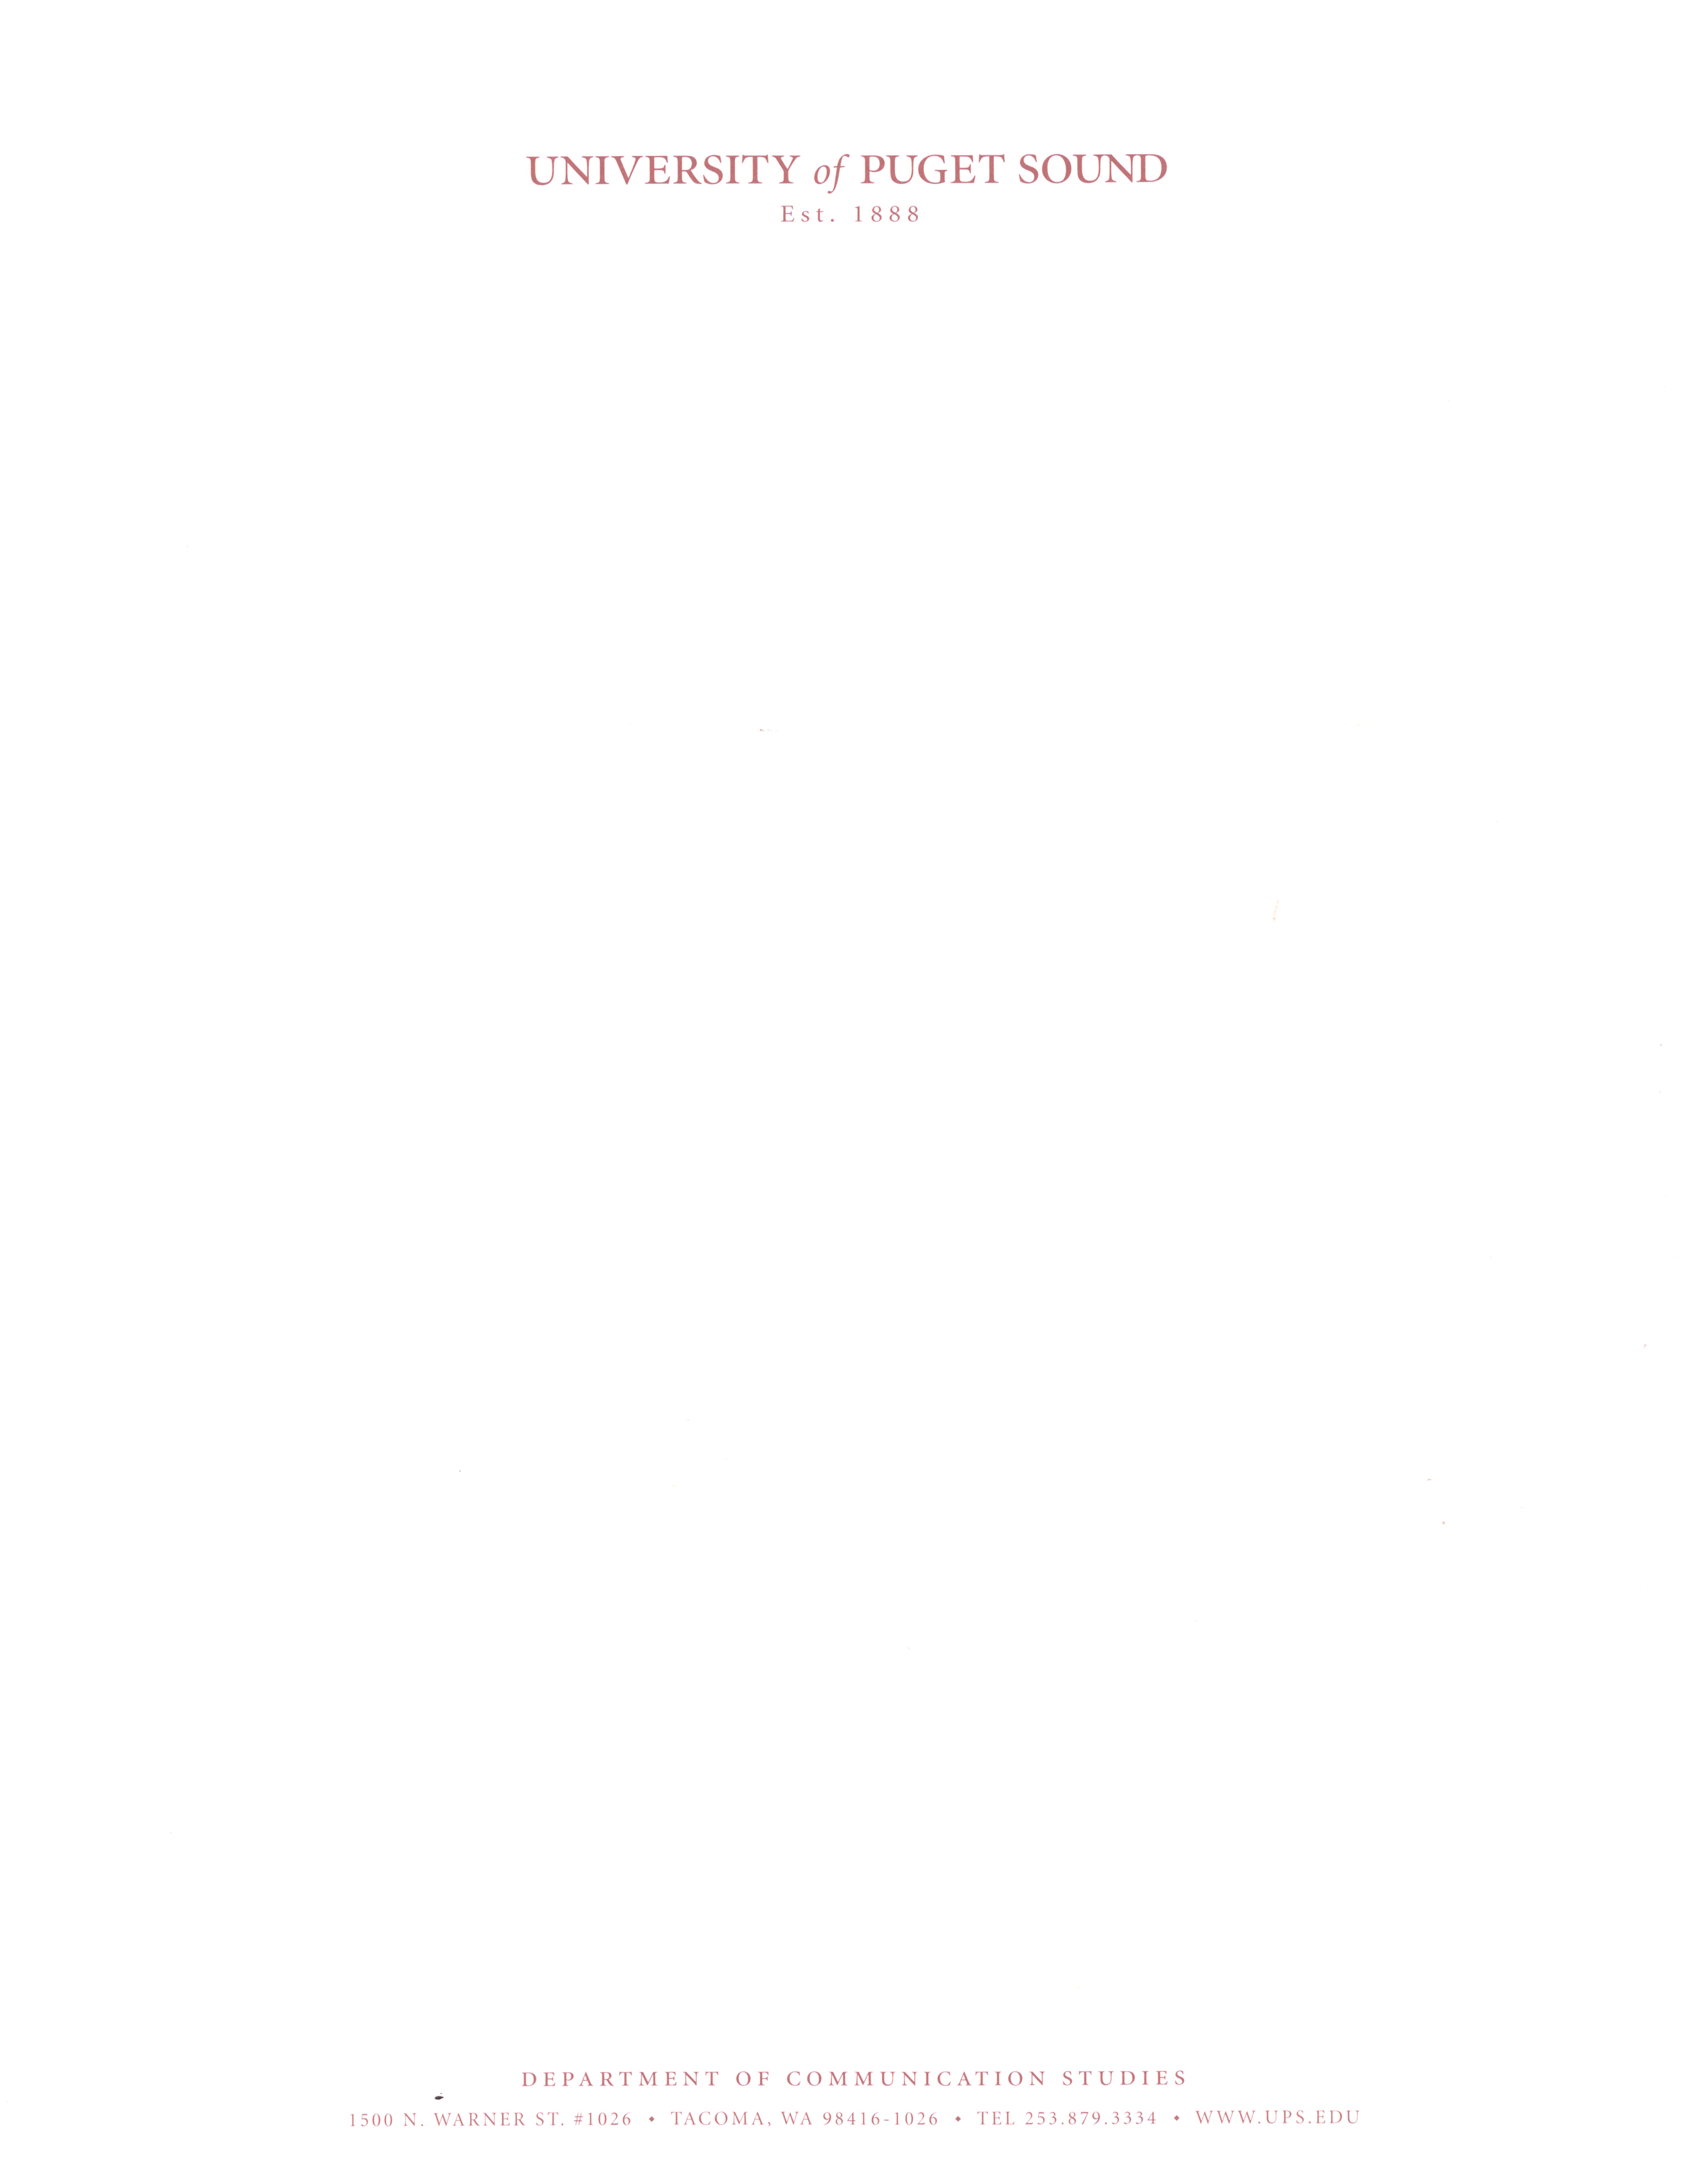 UNIVERSITY of PUGET SOUND
Est. 1888
DEPARTMENT OF COMMUNICATION STUDIES
1500 N. WARNER ST. #1026 • TACOMA, WA 98416-1026 • TEL 253.879.3334 • WWW.UPS.EDU